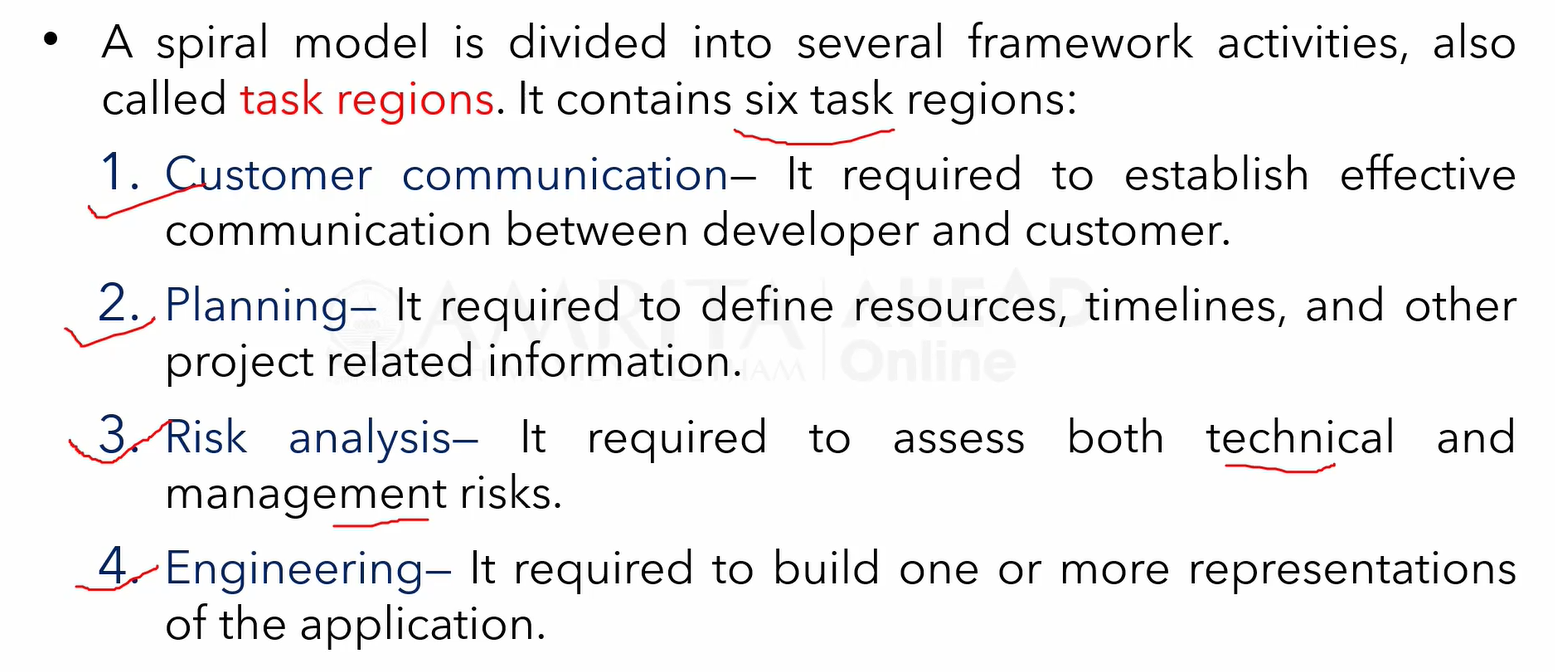 • A spiral model is divided into several framework activities, also
called task regions. It contains six task regions:
1. Customer communication– It required to establish effective
communication between developer and customer.
2. Planning– It required to define resources, timelines, and other
project related information.
AMRITA AHEAD
Online
3. Risk analysis– It required to assess both technical and
management risks.
4. Engineering– It required to build one or more representations
of the application.